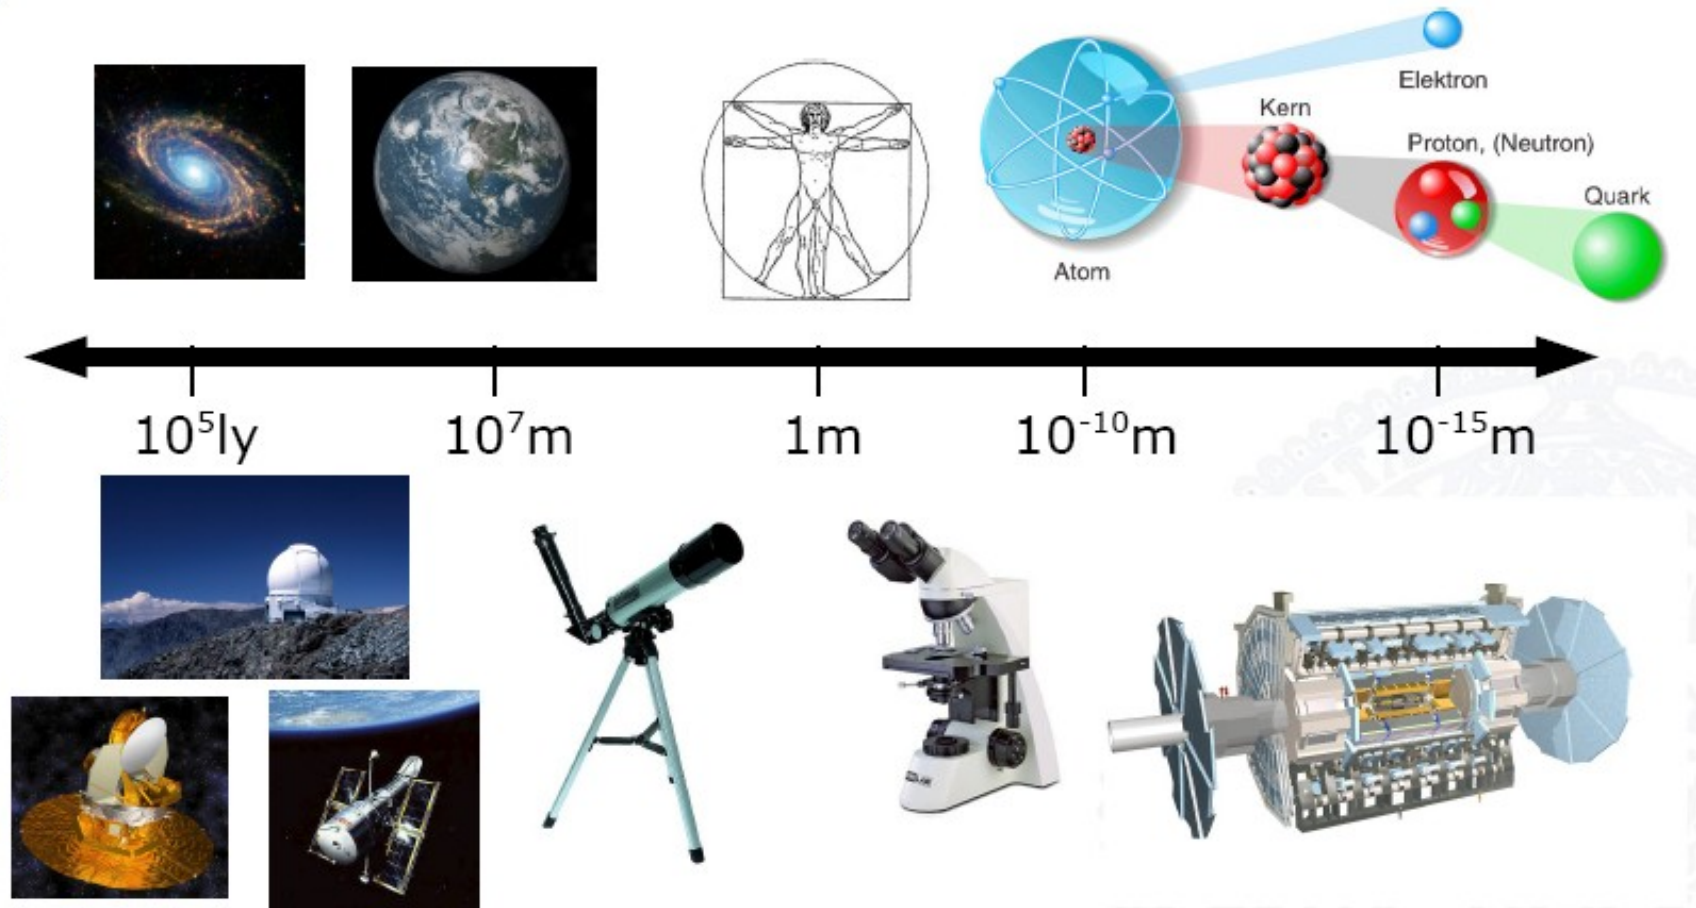 Elektron
Kern
Proton, (Neutron)
Quark
Atom
10⁵ly
10⁷m
1m
10⁻¹⁰m
10⁻¹⁵m